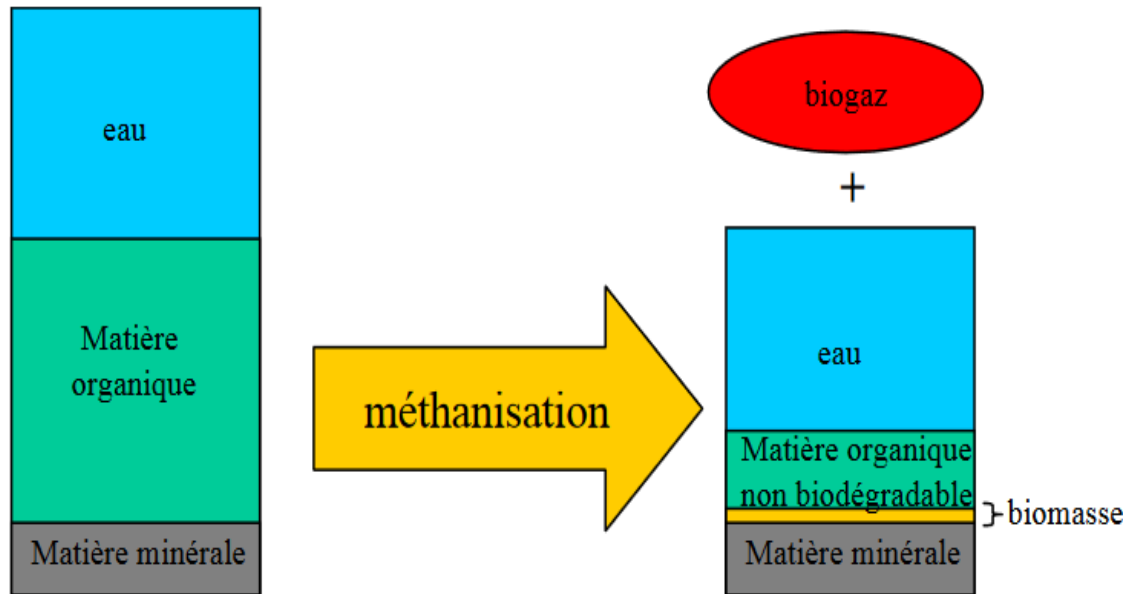 eau
Matière
organique
Matière minérale
méthanisation
biogaz
+
eau
Matière organique
non biodégradable
biomasse
Matière minérale